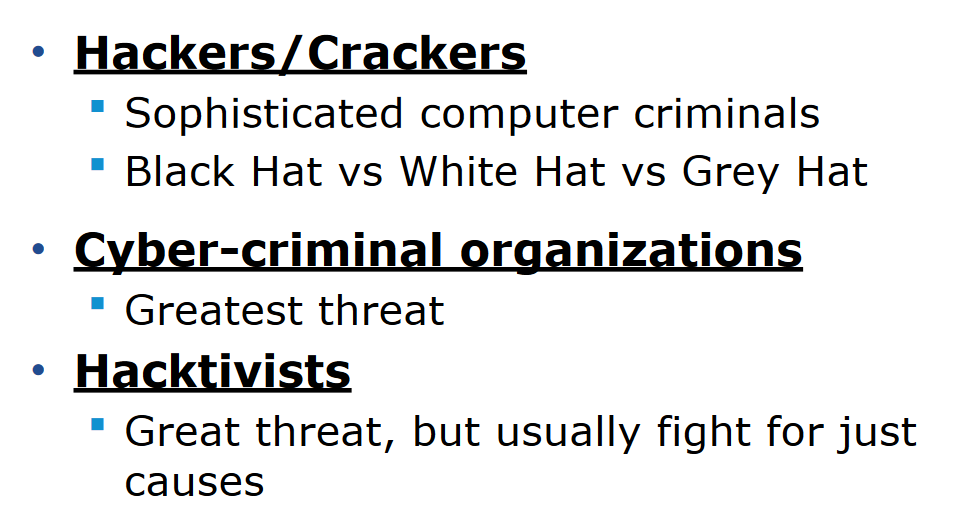 Hackers/Crackers
Sophisticated computer criminals
Black Hat vs White Hat vs Grey Hat
Cyber-criminal organizations
Greatest threat
Hacktivists
Great threat, but usually fight for just
causes